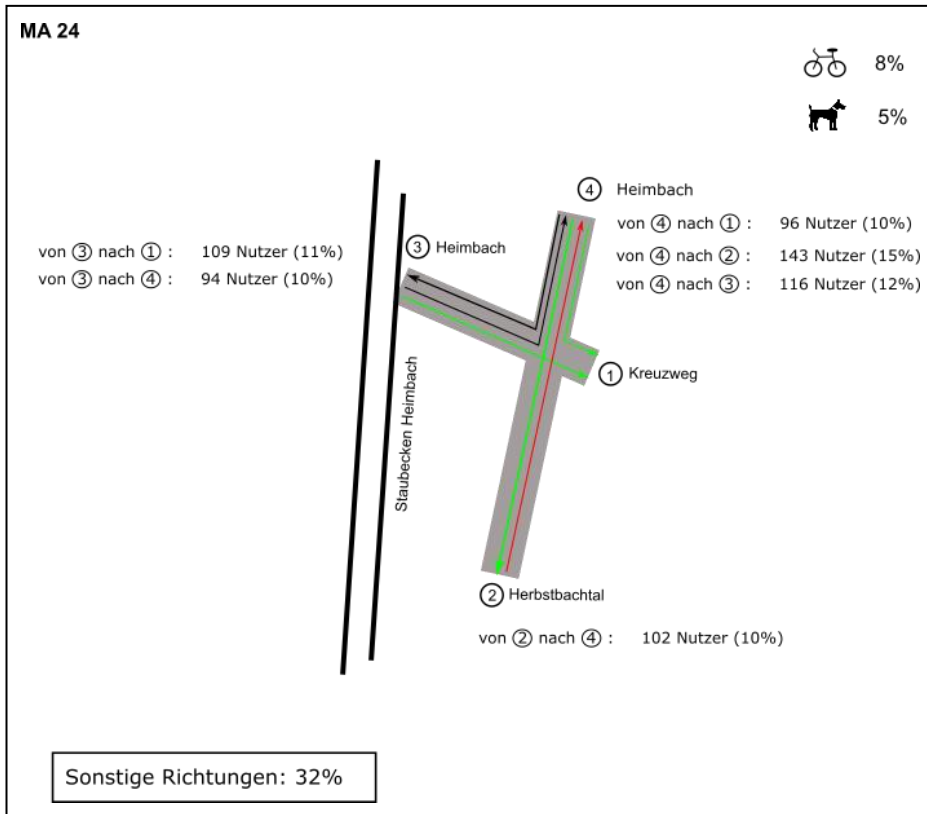 MA 24
8%
5%
④ Heimbach
von ④ nach ① : 96 Nutzer (10%)
von ④ nach ② : 143 Nutzer (15%)
von ④ nach ③ : 116 Nutzer (12%)
③ Heimbach
von ③ nach ① : 109 Nutzer (11%)
von ③ nach ④ : 94 Nutzer (10%)
① Kreuzweg
Staubecken Heimbach
② Herbstbachtal
von ② nach ④ : 102 Nutzer (10%)
Sonstige Richtungen: 32%